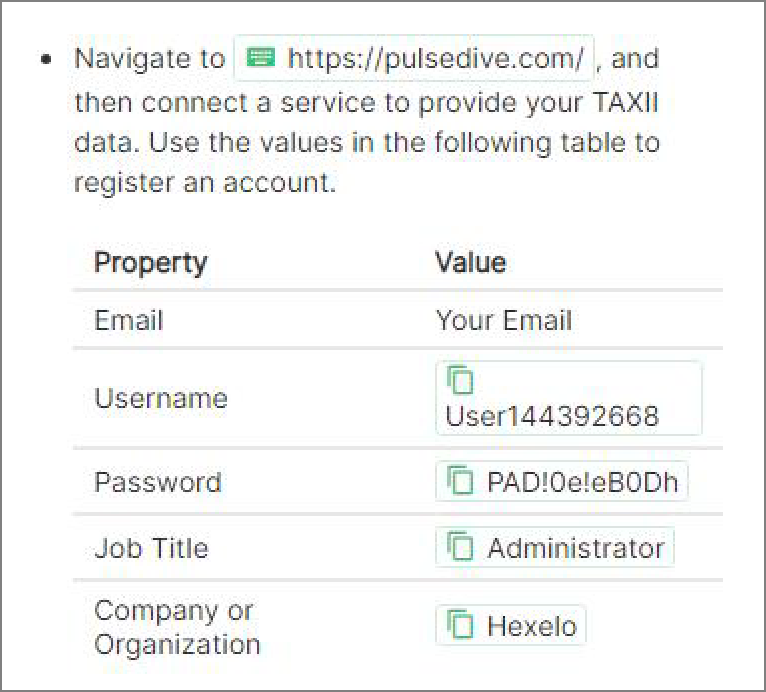 Navigate to https://pulsedive.com/ , and
then connect a service to provide your TAXII
data. Use the values in the following table to
register an account.
Property Value
Email Your Email
Username User144392668
Password PAD!0e!eB0Dh
Job Title Administrator
Company or
Organization Hexelo